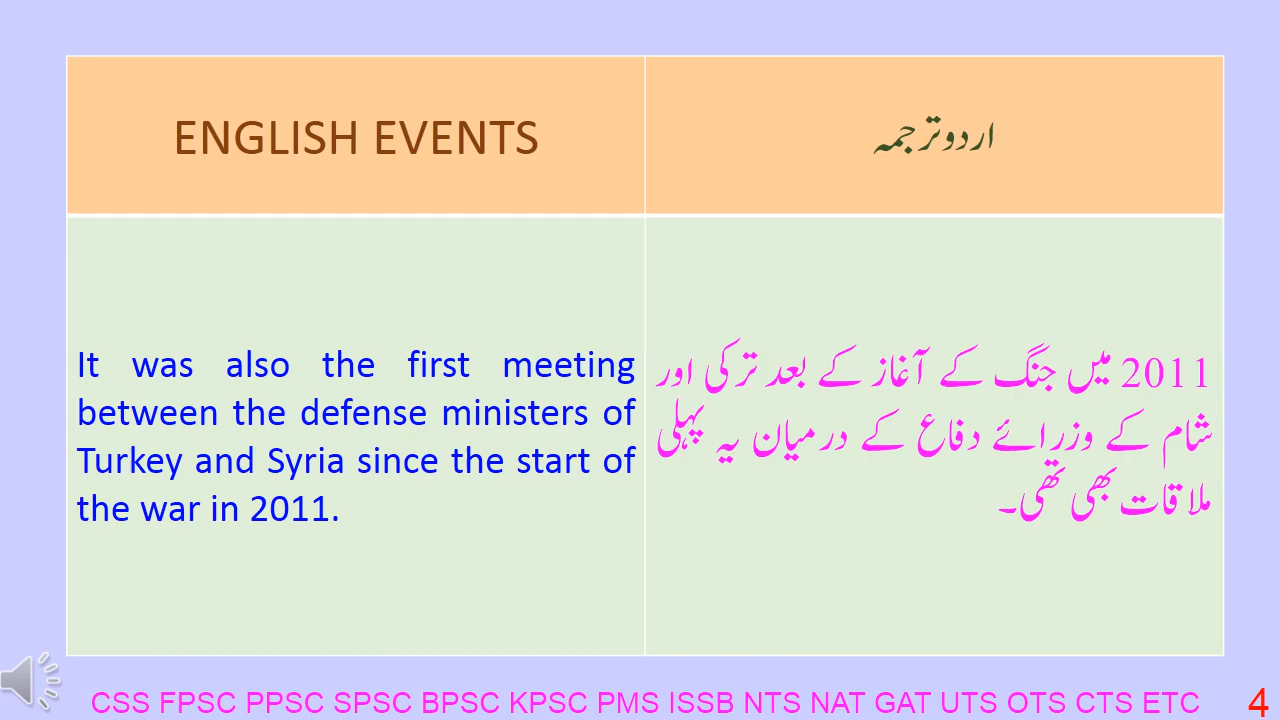 ENGLISH EVENTS
اردو ترجمہ
It was also the first meeting
between the defense ministers of
Turkey and Syria since the start of
the war in 2011.
2011 میں جنگ کے آغاز کے بعد ترکی اور
شام کے وزرائے دفاع کے درمیان یہ پہلی
ملاقات بھی تھی۔
CSS FPSC PPSC SPSC BPSC KPSC PMS ISSB NTS NAT GAT UTS OTS CTS ETC
4